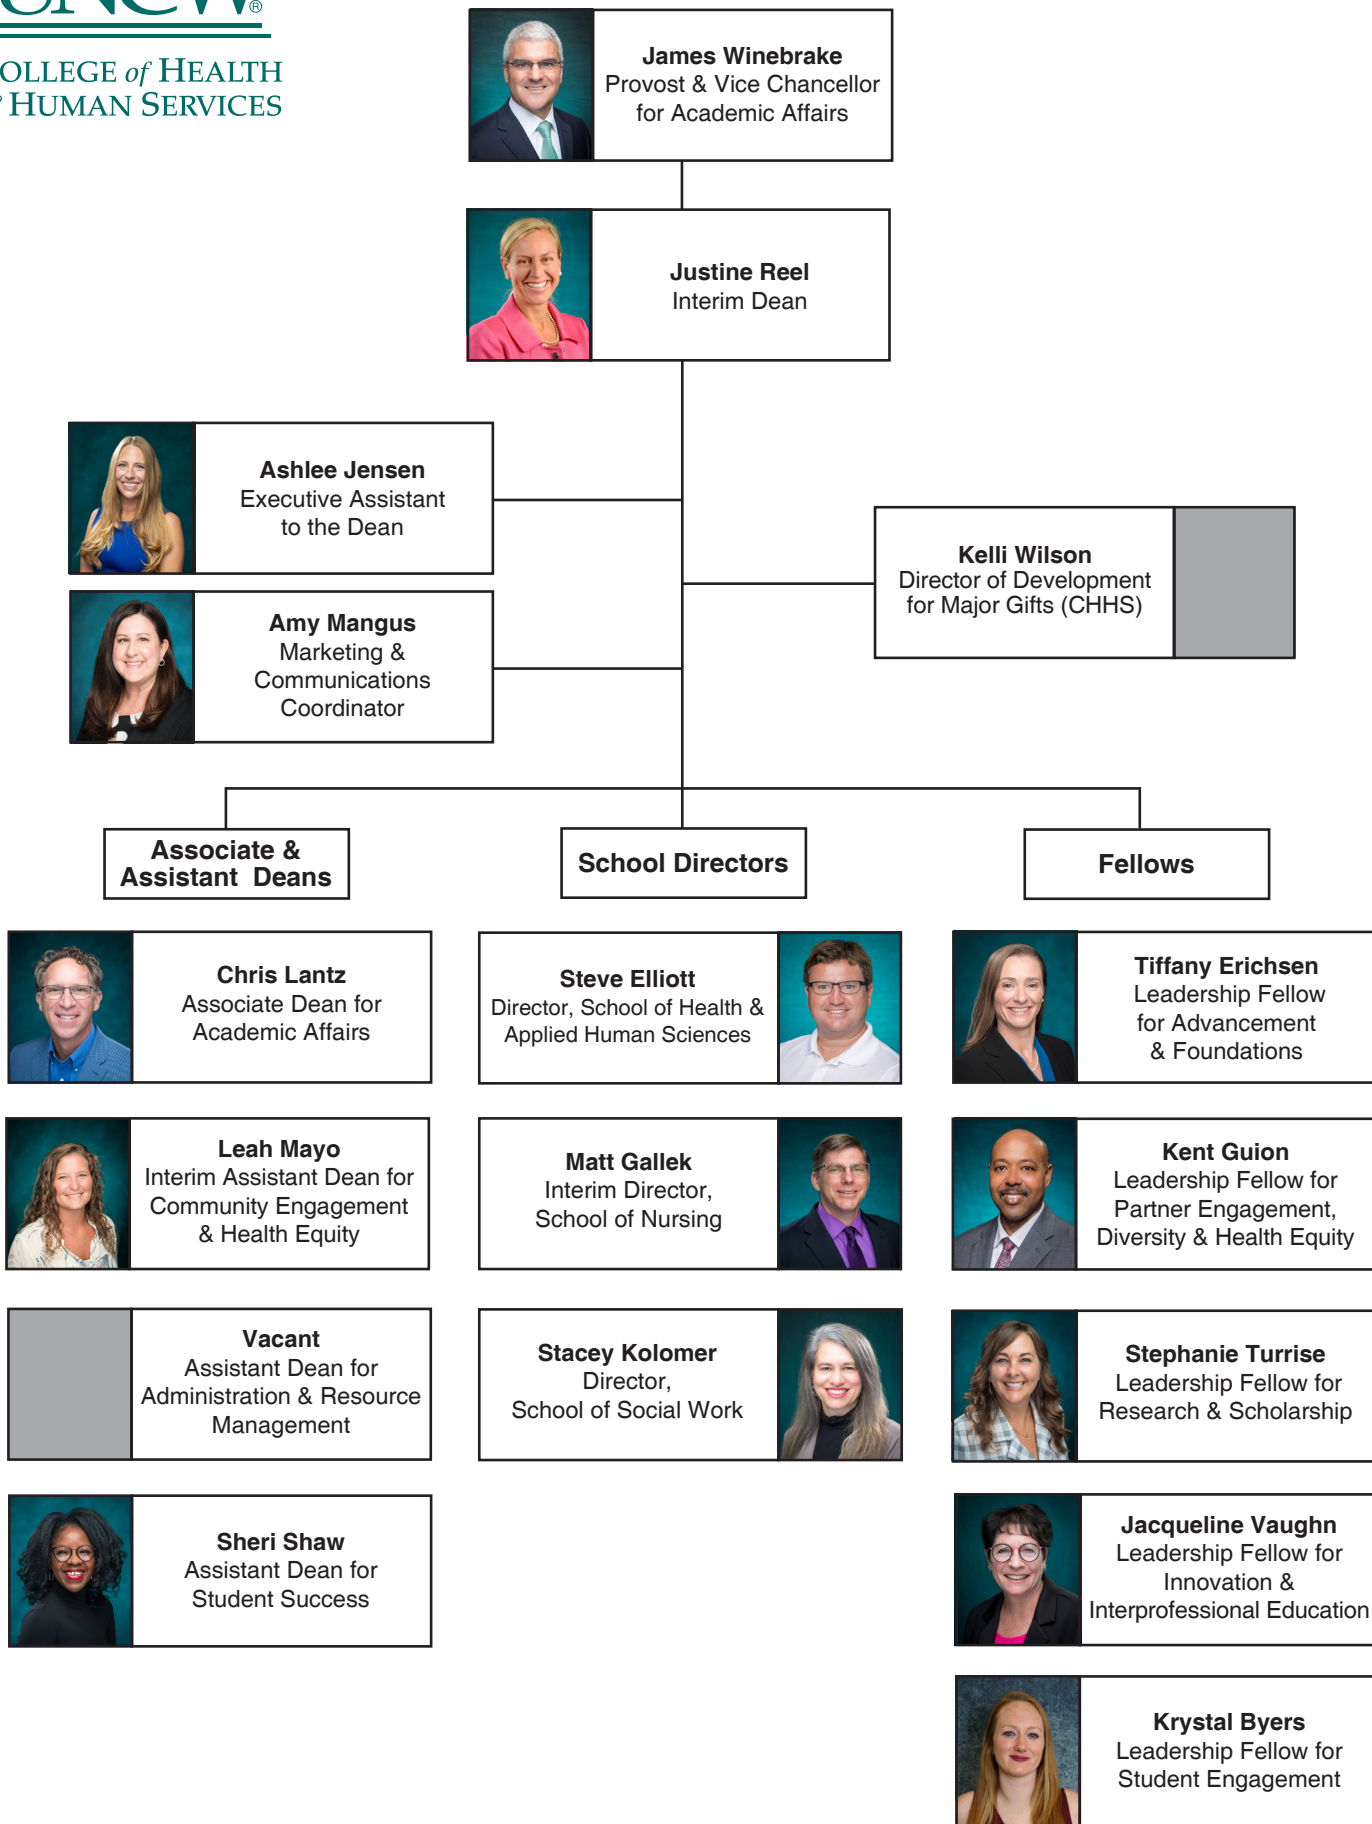 UNCW®
OLLEGE of HEALTH
HUMAN SERVICES
James Winebrake
Provost & Vice Chancellor
for Academic Affairs
Justine Reel
Interim Dean
Ashlee Jensen
Executive Assistant
to the Dean
Kelli Wilson
Director of Development
for Major Gifts (CHHS)
Amy Mangus
Marketing &
Communications
Coordinator
Associate &
Assistant Deans
School Directors
Fellows
Chris Lantz
Associate Dean for
Academic Affairs
Leah Mayo
Interim Assistant Dean for
Community Engagement
& Health Equity
Vacant
Assistant Dean for
Administration & Resource
Management
Sheri Shaw
Assistant Dean for
Student Success
Steve Elliott
Director, School of Health &
Applied Human Sciences
Matt Gallek
Interim Director,
School of Nursing
Stacey Kolomer
Director,
School of Social Work
Tiffany Erichsen
Leadership Fellow
for Advancement
& Foundations
Kent Guion
Leadership Fellow for
Partner Engagement,
Diversity & Health Equity
Stephanie Turrise
Leadership Fellow for
Research & Scholarship
Jacqueline Vaughn
Leadership Fellow for
Innovation &
Interprofessional Education
Krystal Byers
Leadership Fellow for
Student Engagement